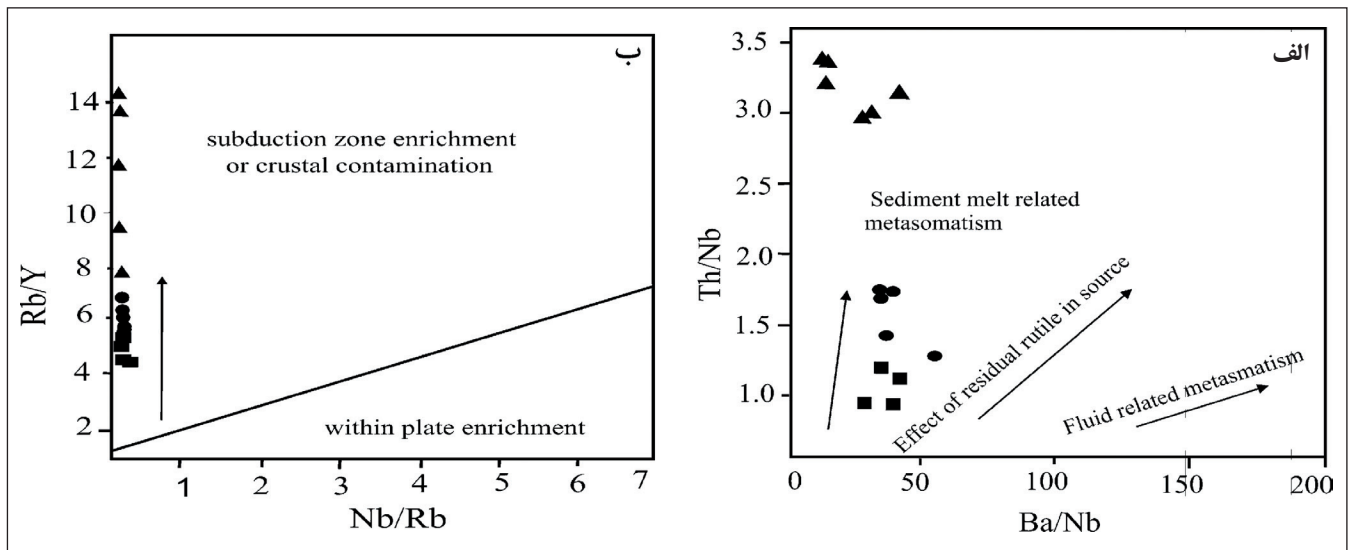 ب
Rb/Y
14
12
10
8
6
4
2
subduction zone enrichment
or crustal contamination
within plate enrichment
1 2 3 4 5 6 7
Nb/Rb
الف
Th/Nb
3.5
3.0
2.5
2.0
1.5
1.0
Sediment melt related
metasomatism
Effect of residual rutile in source
Fluid related metasmatism
0 50 100 150 200
Ba/Nb